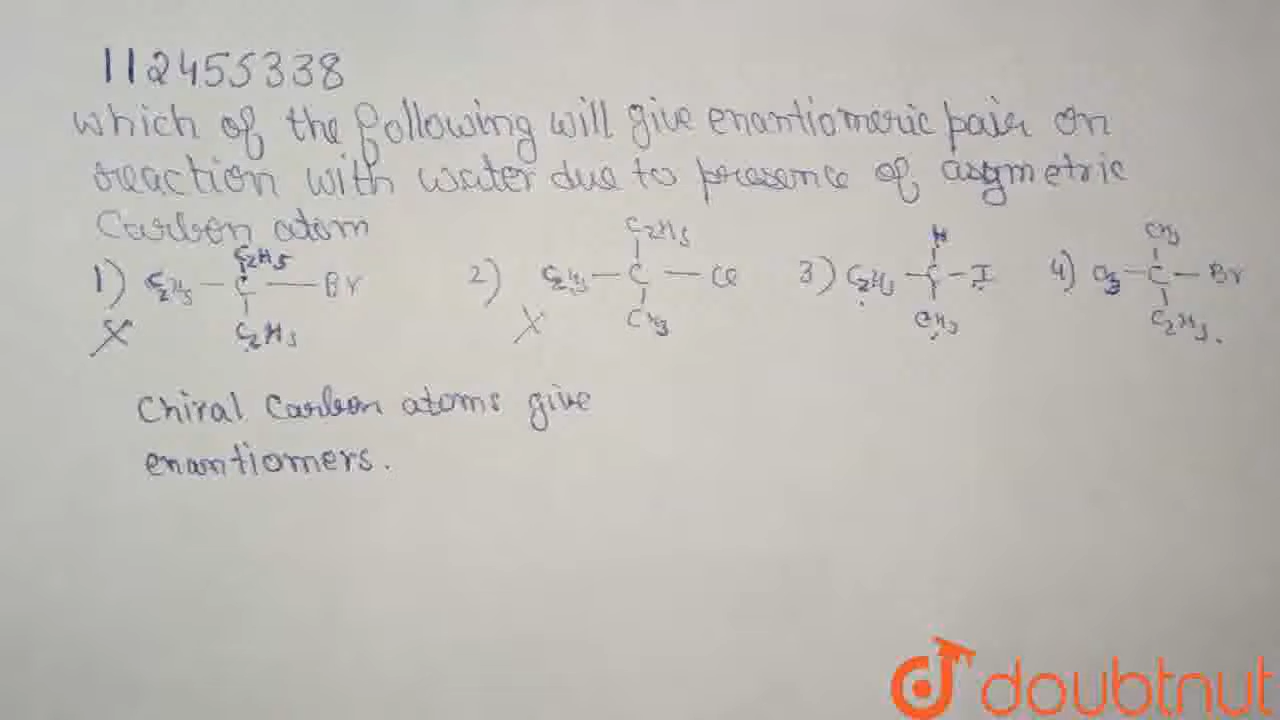 112455338
which of the following will give enantiomeric pair on
reaction with water due to presence of asymetric
Carbon atom
C2H5 C2H5 H CH3
1) C2H5 – C – Br 2) C2H5 – C – Cl 3) C2H5 – C – I 4) CH3 – C – Br
X C2H5 X CH3 CH3 C2H5.
Chiral Carbon atoms give
enantiomers.
doubtnut